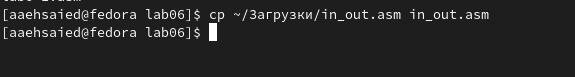 [aaehsaied@fedora lab06]$ cp ~/Загрузки/in_out.asm in_out.asm
[aaehsaied@fedora lab06]$